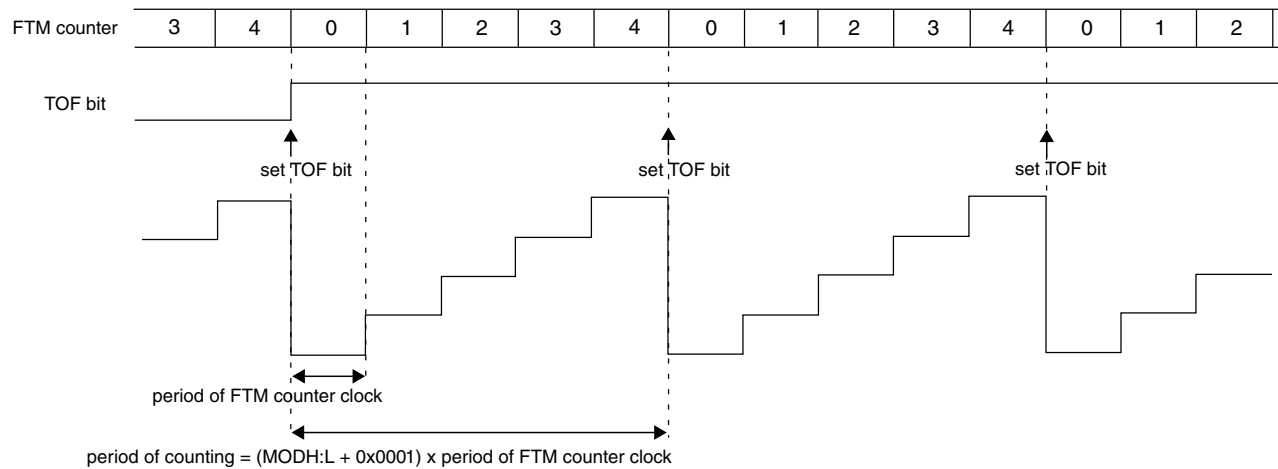 FTM counter 3 4 0 1 2 3 4 0 1 2 3 4 0 1 2
TOF bit
set TOF bit set TOF bit set TOF bit
period of FTM counter clock
period of counting = (MODH:L + 0x0001) x period of FTM counter clock